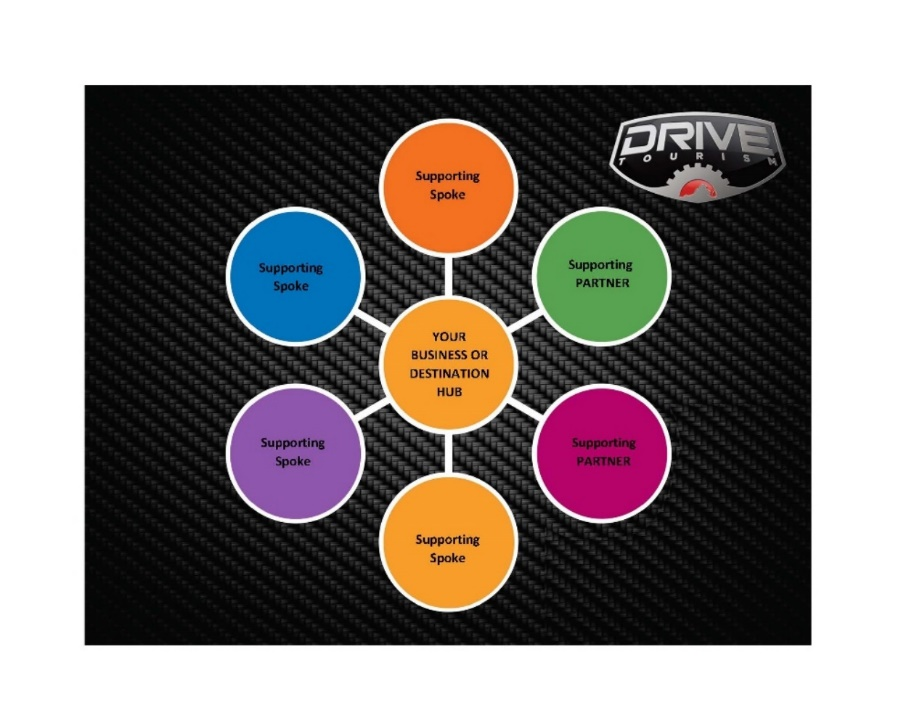 DRIVE
TOURISM
Supporting
Spoke
Supporting
Spoke
Supporting
PARTNER
YOUR
BUSINESS OR
DESTINATION
HUB
Supporting
Spoke
Supporting
PARTNER
Supporting
Spoke